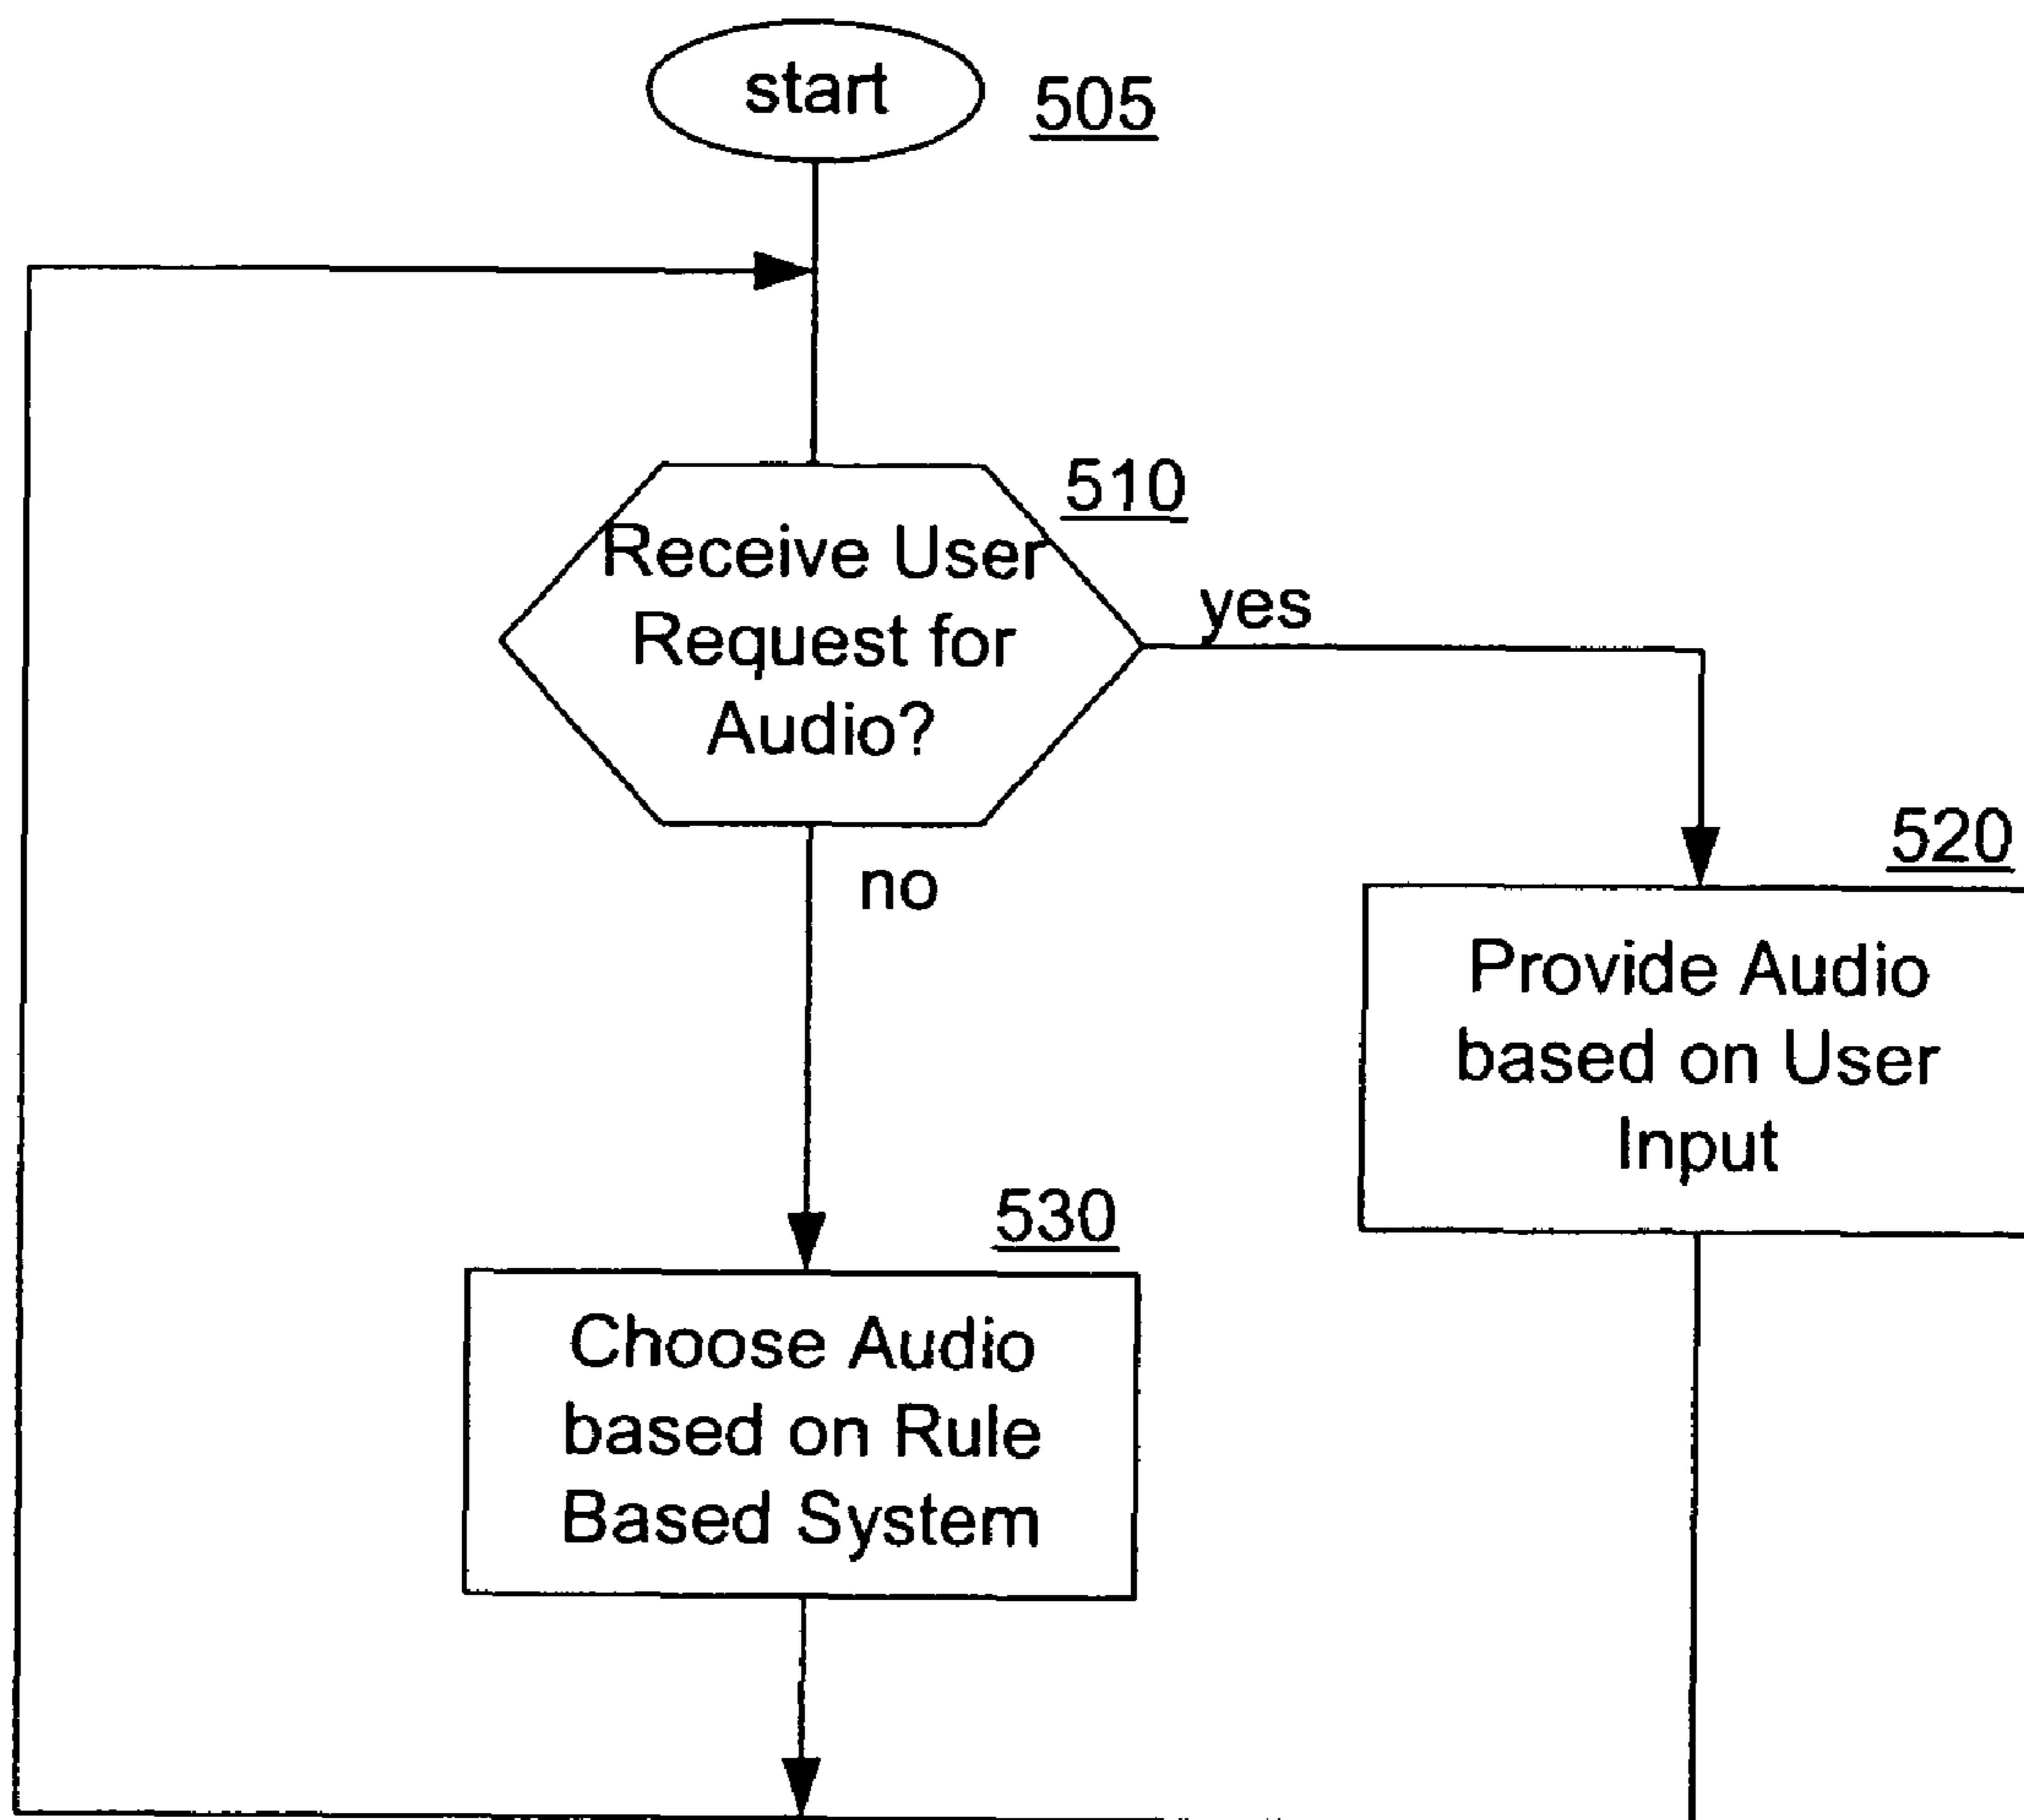 start
505
510
Receive User
Request for
Audio?
yes
no
520
Provide Audio
based on User
Input
530
Choose Audio
based on Rule
Based System